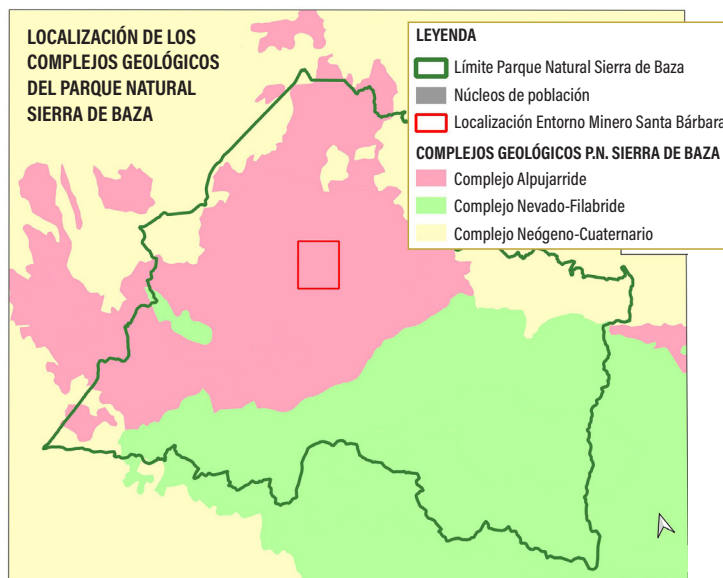 LOCALIZACIÓN DE LOS
COMPLEJOS GEOLÓGICOS
DEL PARQUE NATURAL
SIERRA DE BAZA
LEYENDA
Límite Parque Natural Sierra de Baza
Núcleos de población
Localización Entorno Minero Santa Bárbara
COMPLEJOS GEOLÓGICOS P.N. SIERRA DE BAZA
Complejo Alpujarride
Complejo Nevado-Filabride
Complejo Neógeno-Cuaternario